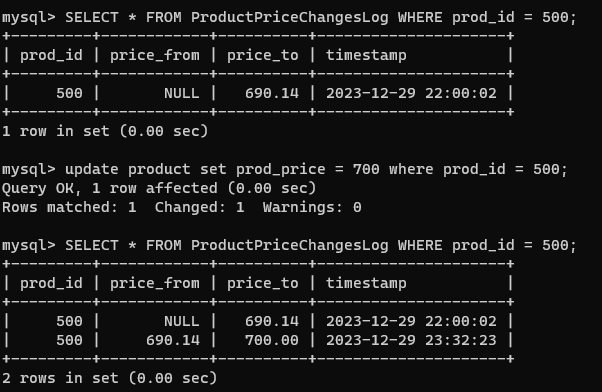 mysql> SELECT * FROM ProductPriceChangesLog WHERE prod_id = 500;
+---------+------------+----------+---------------------+
| prod_id | price_from | price_to | timestamp           |
+---------+------------+----------+---------------------+
|     500 |       NULL |   690.14 | 2023-12-29 22:00:02 |
+---------+------------+----------+---------------------+
1 row in set (0.00 sec)

mysql> update product set prod_price = 700 where prod_id = 500;
Query OK, 1 row affected (0.00 sec)
Rows matched: 1  Changed: 1  Warnings: 0

mysql> SELECT * FROM ProductPriceChangesLog WHERE prod_id = 500;
+---------+------------+----------+---------------------+
| prod_id | price_from | price_to | timestamp           |
+---------+------------+----------+---------------------+
|     500 |       NULL |   690.14 | 2023-12-29 22:00:02 |
|     500 |     690.14 |   700.00 | 2023-12-29 23:32:23 |
+---------+------------+----------+---------------------+
2 rows in set (0.00 sec)